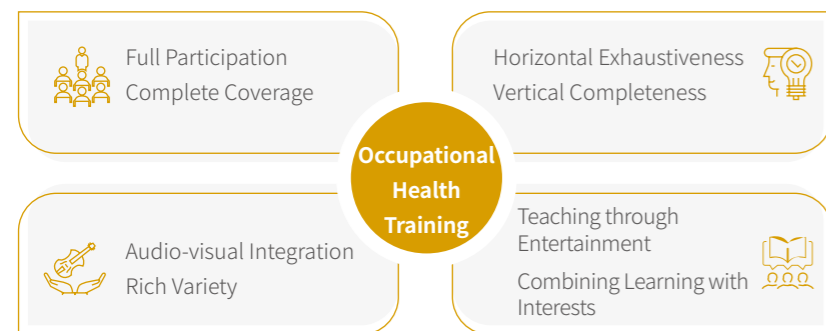 Full Participation
Complete Coverage
Horizontal Exhaustiveness
Vertical Completeness
Occupational
Health
Training
Audio-visual Integration
Rich Variety
Teaching through
Entertainment
Combining Learning with
Interests